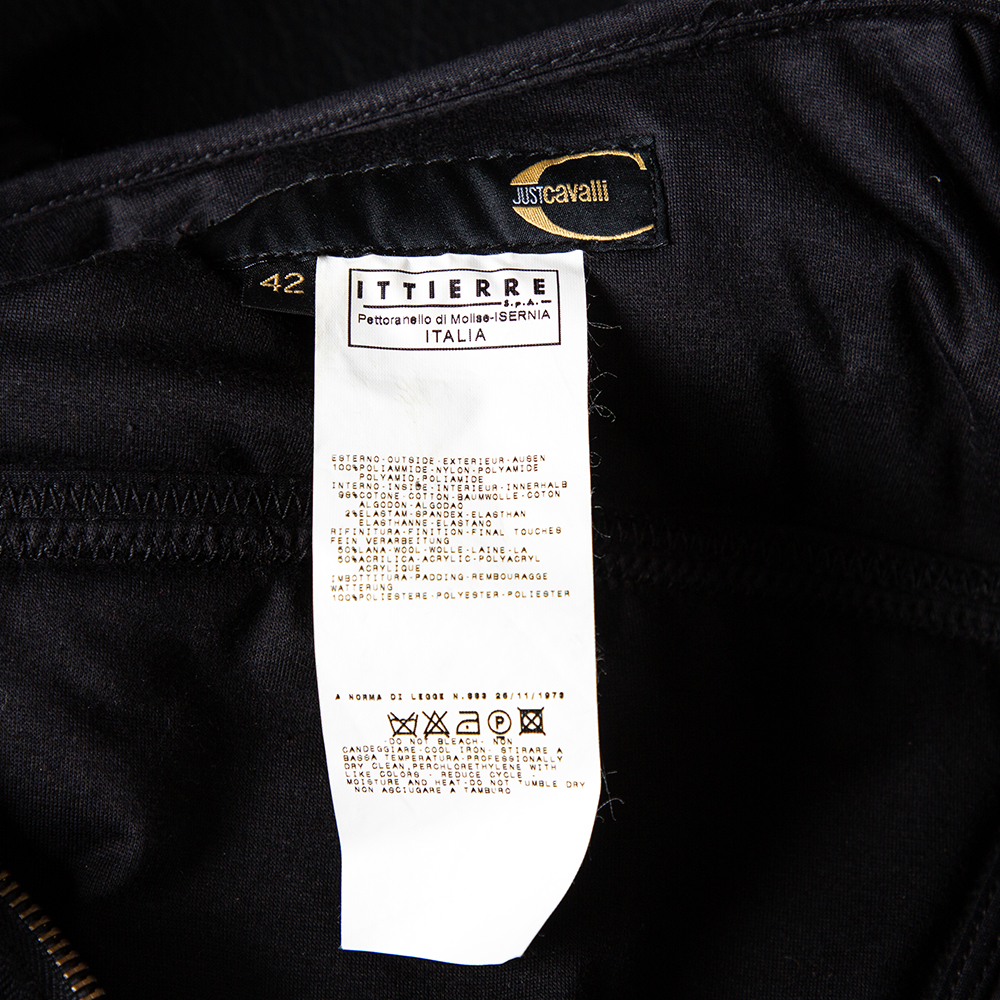 JUSTcavalli
42
ITTIERRE
S.p.A.
Pettoranello di Molise-ISERNIA
ITALIA
ESTERNO-OUTSIDE-EXTERIEUR-AUSEN
100%POLIAMMIDE-NYLON-POLYAMIDE
POLYAMID-POLIAMIDE
INTERNO-INSIDE-INTERIEUR-INNERHALB
98%COTONE-COTTON-BAUMWOLLE-COTON
ALGODON-ALGODAO
2%ELASTAM-SPANDEX-ELASTHAN
ELASTHANNE-ELASTANO
RIFINITURA-FINITION-FINAL TOUCHES
FEIN VERARBEITUNG
50%LANA-WOOL-WOLLE-LAINE-LA
50%ACRILICA-ACRYLIC-POLYACRYL
ACRYLIQUE
IMBOTTITURA-PADDING-REMBOURAGGE
WATTERUNG
100%POLIESTERE-POLYESTER-POLIESTER
A NORMA DI LEGGE N.883 26/11/1973
P
-DO NOT BLEACH- NON
CANDEGGIARE-COOL IRON- STIRARE A
BASSA TEMPERATURA-PROFESSIONALLY
DRY CLEAN,PERCHLORETHYLENE WITH
LIKE COLORS - REDUCE CYCLE -
MOISTURE AND HEAT-DO NOT TUMBLE DRY
NON ASCIUGARE A TAMBURO